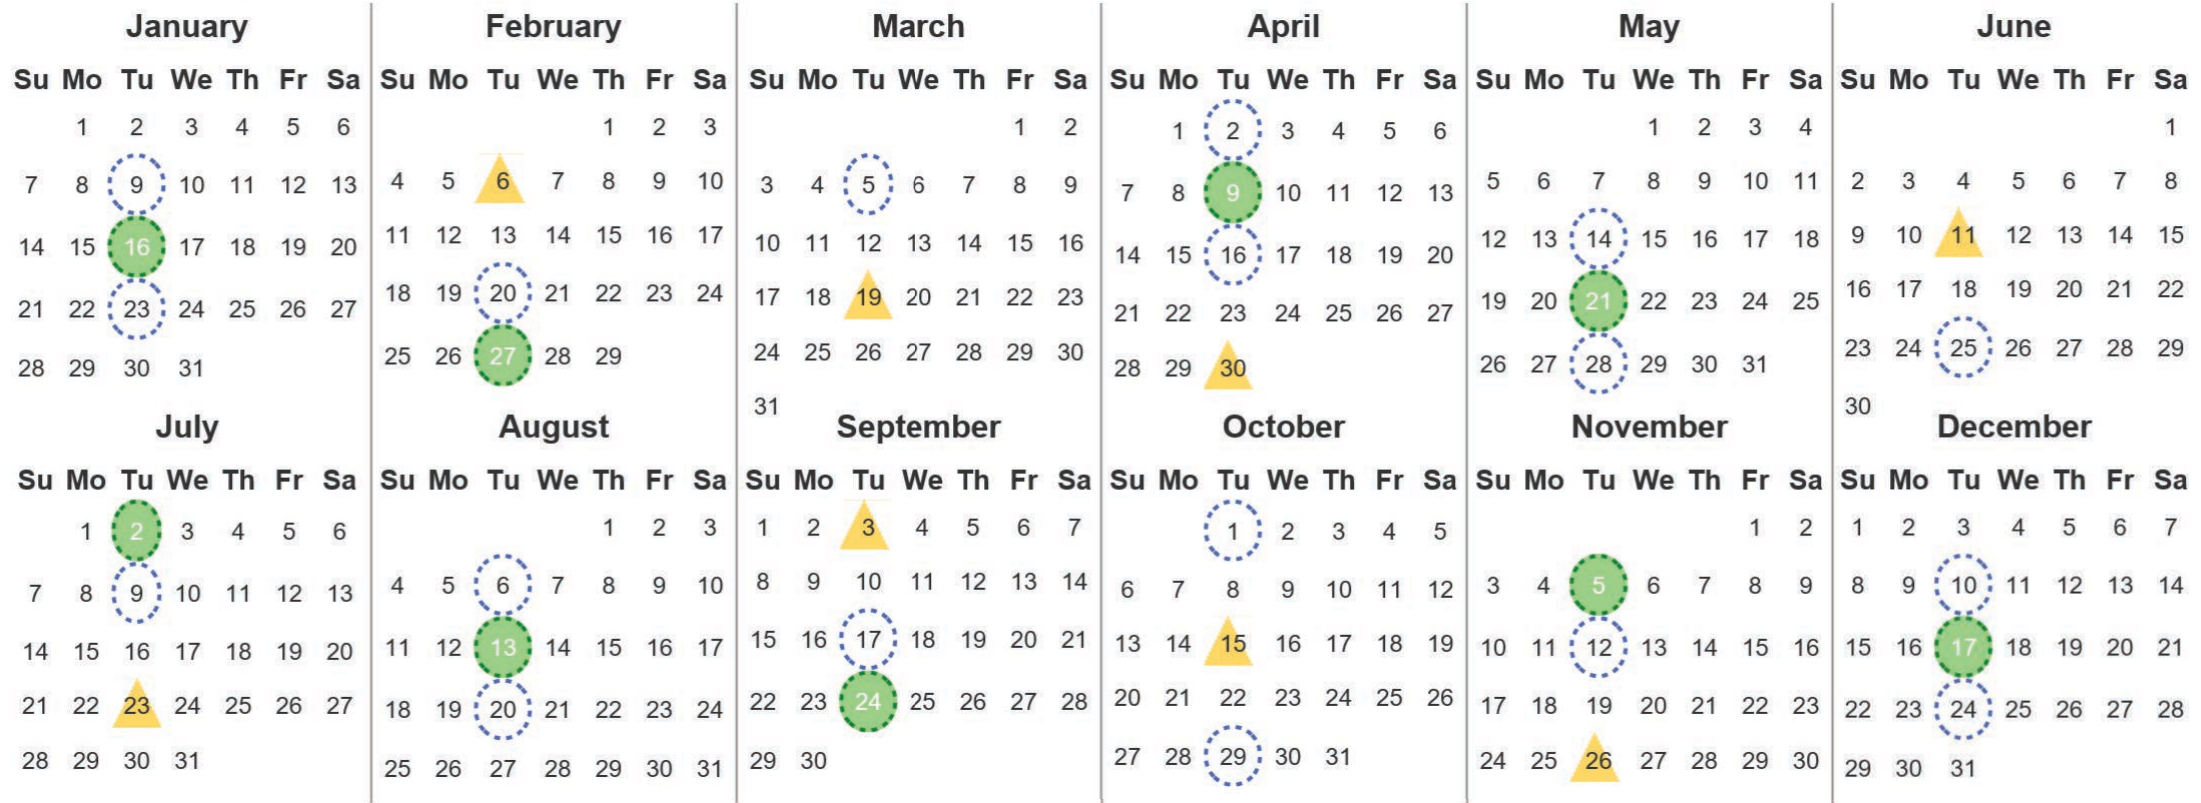 January
Su Mo Tu We Th Fr Sa
1 2 3 4 5 6
7 8 9 10 11 12 13
14 15 16 17 18 19 20
21 22 23 24 25 26 27
28 29 30 31
February
Su Mo Tu We Th Fr Sa
1 2 3
4 5 6 7 8 9 10
11 12 13 14 15 16 17
18 19 20 21 22 23 24
25 26 27 28 29
March
Su Mo Tu We Th Fr Sa
1 2
3 4 5 6 7 8 9
10 11 12 13 14 15 16
17 18 19 20 21 22 23
24 25 26 27 28 29 30
31
April
Su Mo Tu We Th Fr Sa
1 2 3 4 5 6
7 8 9 10 11 12 13
14 15 16 17 18 19 20
21 22 23 24 25 26 27
28 29 30
May
Su Mo Tu We Th Fr Sa
1 2 3 4
5 6 7 8 9 10 11
12 13 14 15 16 17 18
19 20 21 22 23 24 25
26 27 28 29 30 31
June
Su Mo Tu We Th Fr Sa
1
2 3 4 5 6 7 8
9 10 11 12 13 14 15
16 17 18 19 20 21 22
23 24 25 26 27 28 29
30
July
Su Mo Tu We Th Fr Sa
1 2 3 4 5 6
7 8 9 10 11 12 13
14 15 16 17 18 19 20
21 22 23 24 25 26 27
28 29 30 31
August
Su Mo Tu We Th Fr Sa
1 2 3
4 5 6 7 8 9 10
11 12 13 14 15 16 17
18 19 20 21 22 23 24
25 26 27 28 29 30 31
September
Su Mo Tu We Th Fr Sa
1 2 3 4 5 6 7
8 9 10 11 12 13 14
15 16 17 18 19 20 21
22 23 24 25 26 27 28
29 30
October
Su Mo Tu We Th Fr Sa
1 2 3 4 5
6 7 8 9 10 11 12
13 14 15 16 17 18 19
20 21 22 23 24 25 26
27 28 29 30 31
November
Su Mo Tu We Th Fr Sa
1 2
3 4 5 6 7 8 9
10 11 12 13 14 15 16
17 18 19 20 21 22 23
24 25 26 27 28 29 30
December
Su Mo Tu We Th Fr Sa
1 2 3 4 5 6 7
8 9 10 11 12 13 14
15 16 17 18 19 20 21
22 23 24 25 26 27 28
29 30 31